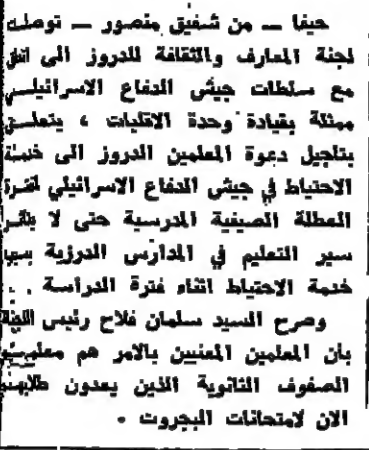 حيفا — من شفيق منصور — توصلت
لجنة المعارف والثقافة للدروز الى اتفاق
مع سلطات جيش الدفاع الاسرائيلي
ممثلة بقيادة وحدة الاقليات ، يتعلق
بتاجيل دعوة المعلمين الدروز الى خدمة
الاحتياط في جيش الدفاع الاسرائيلي لفترة
العطلة الصيفية المدرسية حتى لا يتاثر
سير التعليم في المدارس الدرزية بسبب
خدمة الاحتياط اثناء فترة الدراسة . .
وصرح السيد سلمان فلاح رئيس اللجنة
بأن المعلمين المعنيين بالامر هم معلمو
الصفوف الثانوية الذين يعدون طلابهم
الان لامتحانات البجروت .